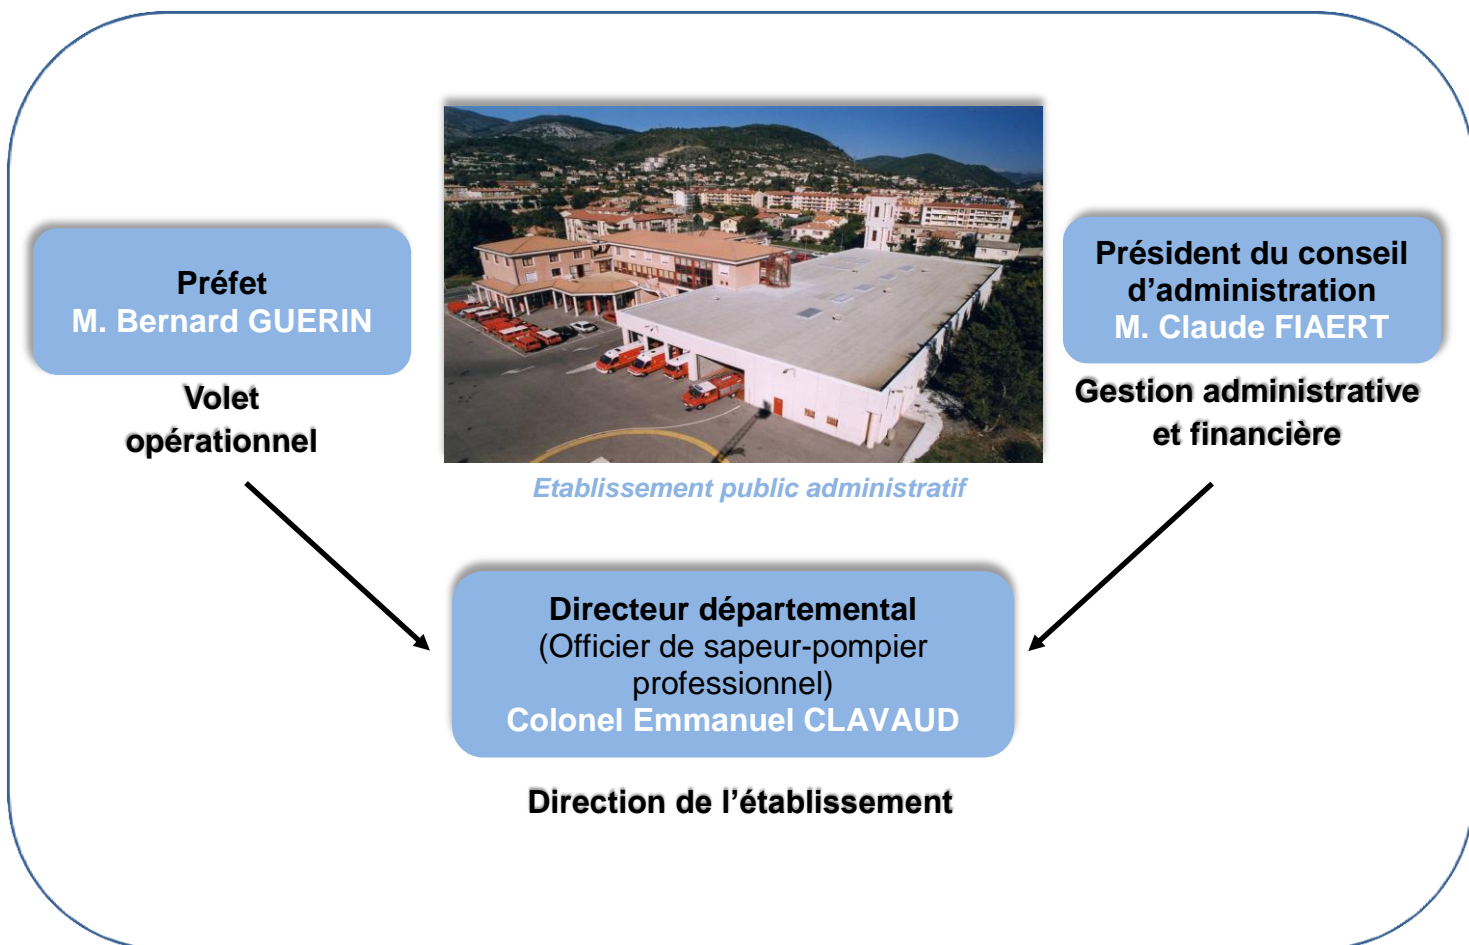 Préfet
M. Bernard GUERIN
Volet
opérationnel
Etablissement public administratif
Président du conseil
d’administration
M. Claude FIAERT
Gestion administrative
et financière
Directeur départemental
(Officier de sapeur-pompier
professionnel)
Colonel Emmanuel CLAVAUD
Direction de l’établissement